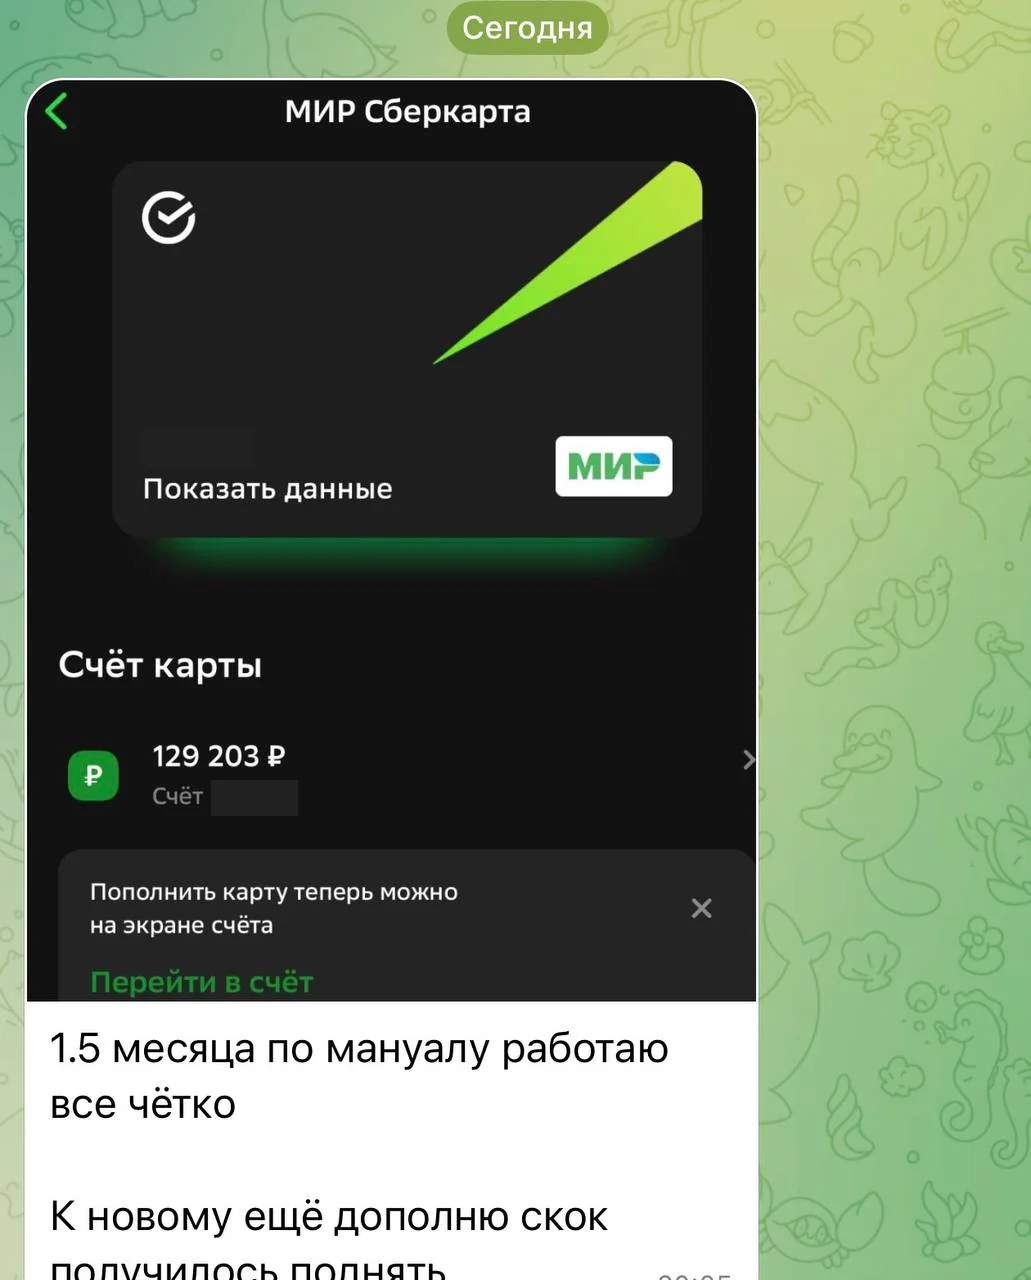 Сегодня
МИР Сберкарта
Показать данные
МИР
Счёт карты
₽
129 203 ₽
Счёт
Пополнить карту теперь можно
на экране счёта
Перейти в счёт
1.5 месяца по мануалу работаю
все чётко
К новому ещё дополню скок
получилось поднять